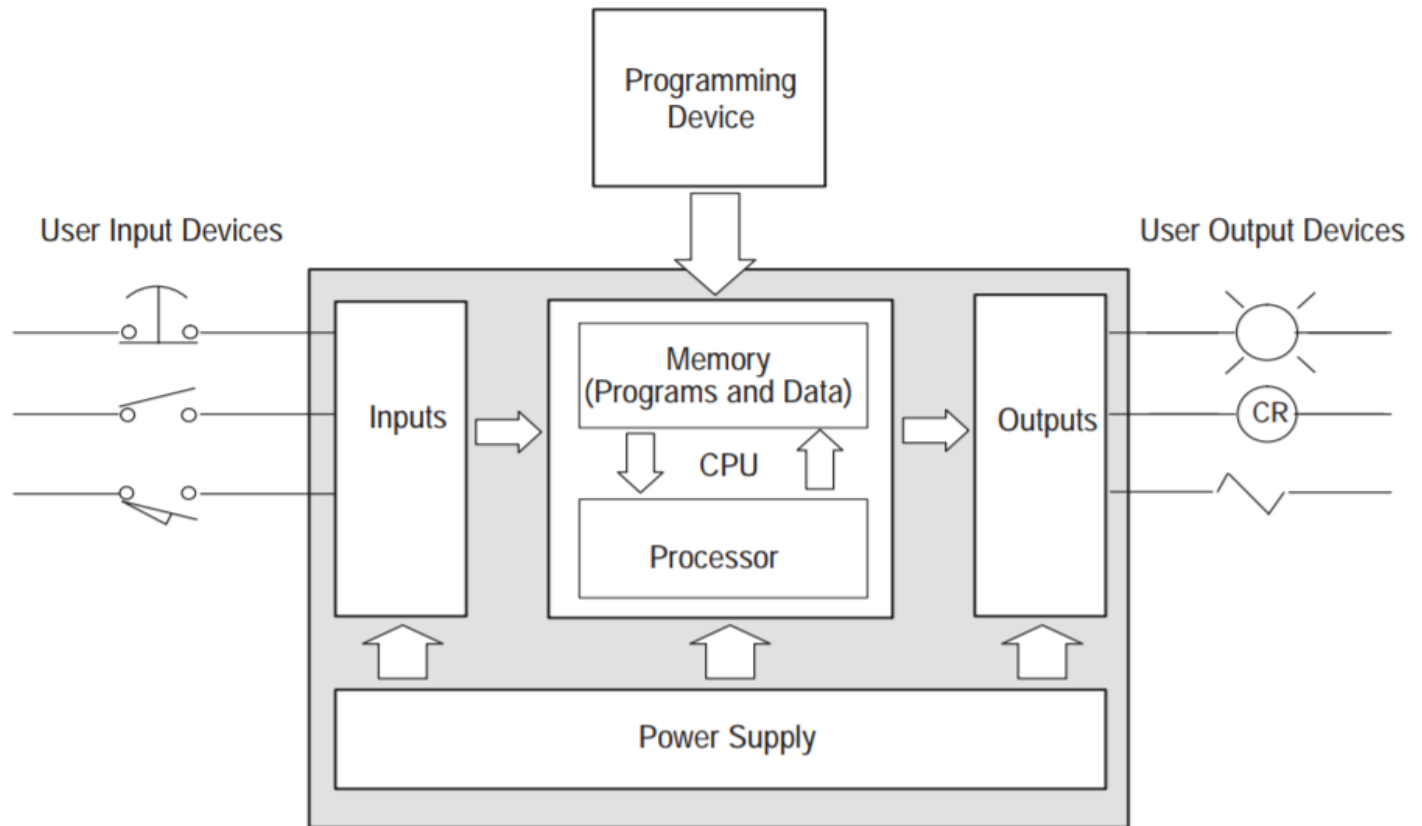 Programming
Device
User Input Devices
User Output Devices
Inputs
Memory
(Programs and Data)
CPU
Processor
Outputs
CR
Power Supply